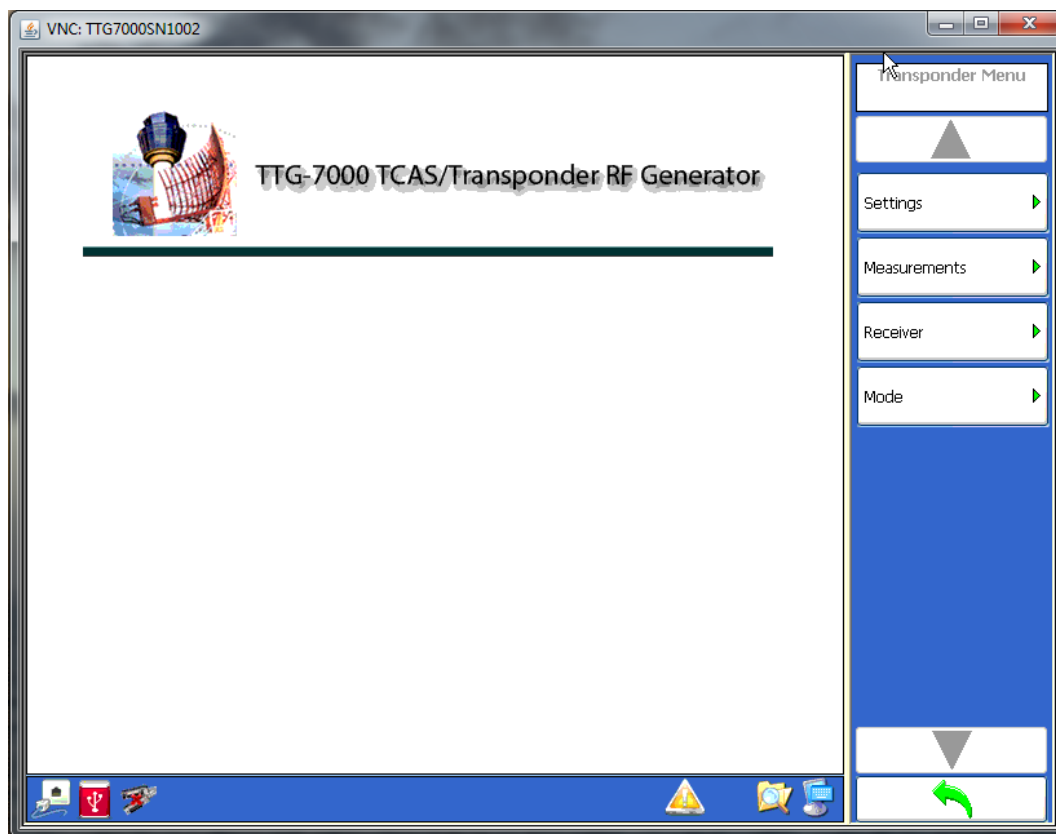 VNC: TTG7000SN1002
Transponder Menu
TTG-7000 TCAS/Transponder RF Generator
Settings
Measurements
Receiver
Mode